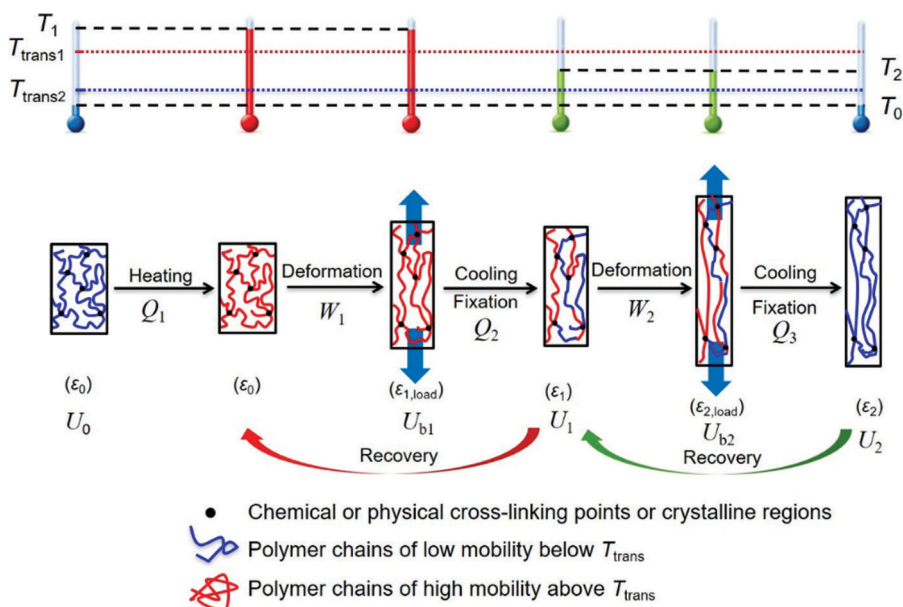 T1
Ttrans1
Ttrans2
T2
T0
Heating
Q1
Deformation
W1
Cooling
Fixation
Q2
Deformation
W2
Cooling
Fixation
Q3
(ε0)
U0
(ε0)
(ε1,load)
Ub1
(ε1)
U1
(ε2,load)
Ub2
(ε2)
U2
Recovery
Recovery
Chemical or physical cross-linking points or crystalline regions
Polymer chains of low mobility below Ttrans
Polymer chains of high mobility above Ttrans